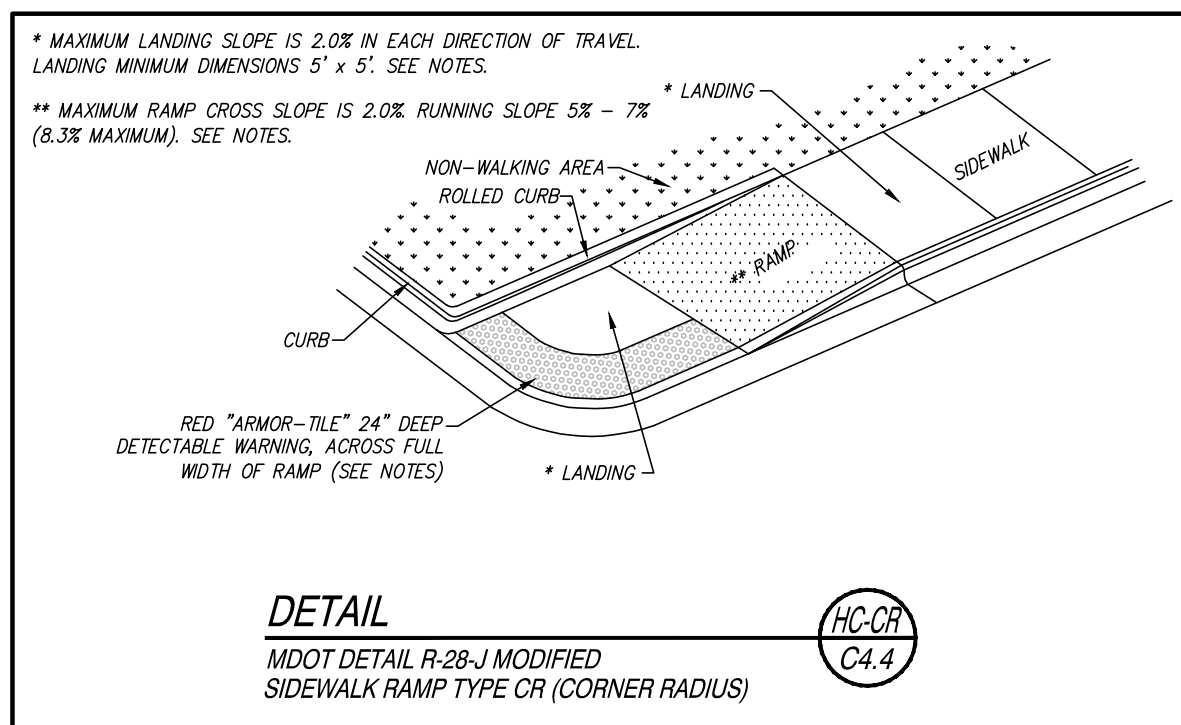 * MAXIMUM LANDING SLOPE IS 2.0% IN EACH DIRECTION OF TRAVEL.
LANDING MINIMUM DIMENSIONS 5' x 5'. SEE NOTES.
** MAXIMUM RAMP CROSS SLOPE IS 2.0%. RUNNING SLOPE 5% – 7%
(8.3% MAXIMUM). SEE NOTES.
* LANDING
SIDEWALK
NON–WALKING AREA
ROLLED CURB
** RAMP
CURB
RED "ARMOR–TILE" 24" DEEP
DETECTABLE WARNING, ACROSS FULL
WIDTH OF RAMP (SEE NOTES)
* LANDING
DETAIL
HC-CR
C4.4
MDOT DETAIL R-28-J MODIFIED
SIDEWALK RAMP TYPE CR (CORNER RADIUS)